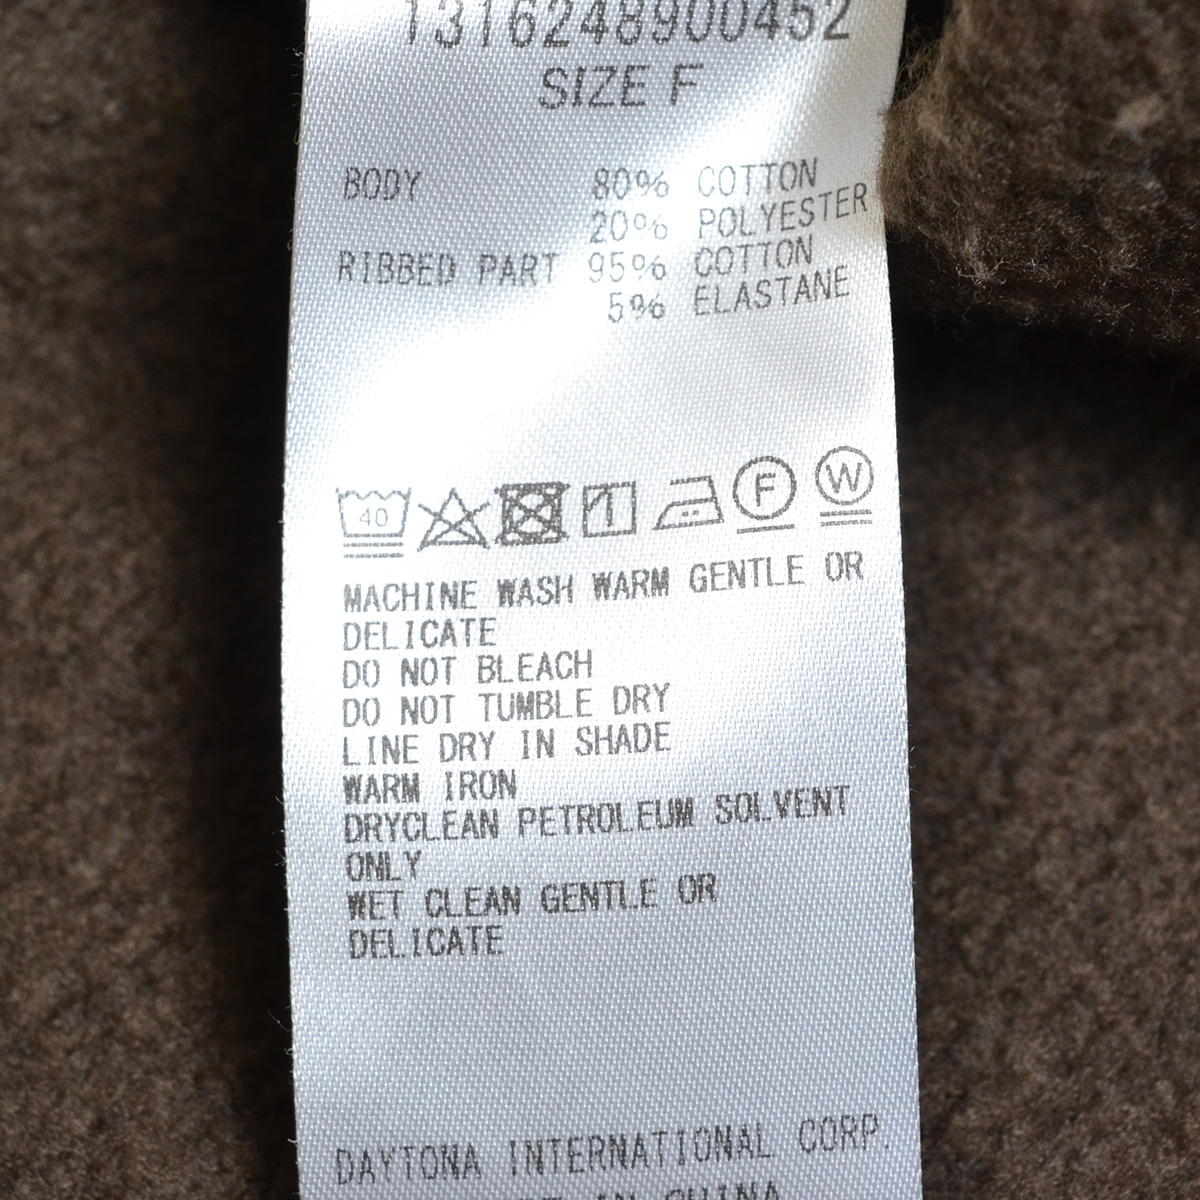 1316248900452
SIZE F
BODY 80% COTTON
20% POLYESTER
RIBBED PART 95% COTTON
5% ELASTANE
40 F W
MACHINE WASH WARM GENTLE OR
DELICATE
DO NOT BLEACH
DO NOT TUMBLE DRY
LINE DRY IN SHADE
WARM IRON
DRYCLEAN PETROLEUM SOLVENT
ONLY
WET CLEAN GENTLE OR
DELICATE
DAYTONA INTERNATIONAL CORP.
IN CHINA